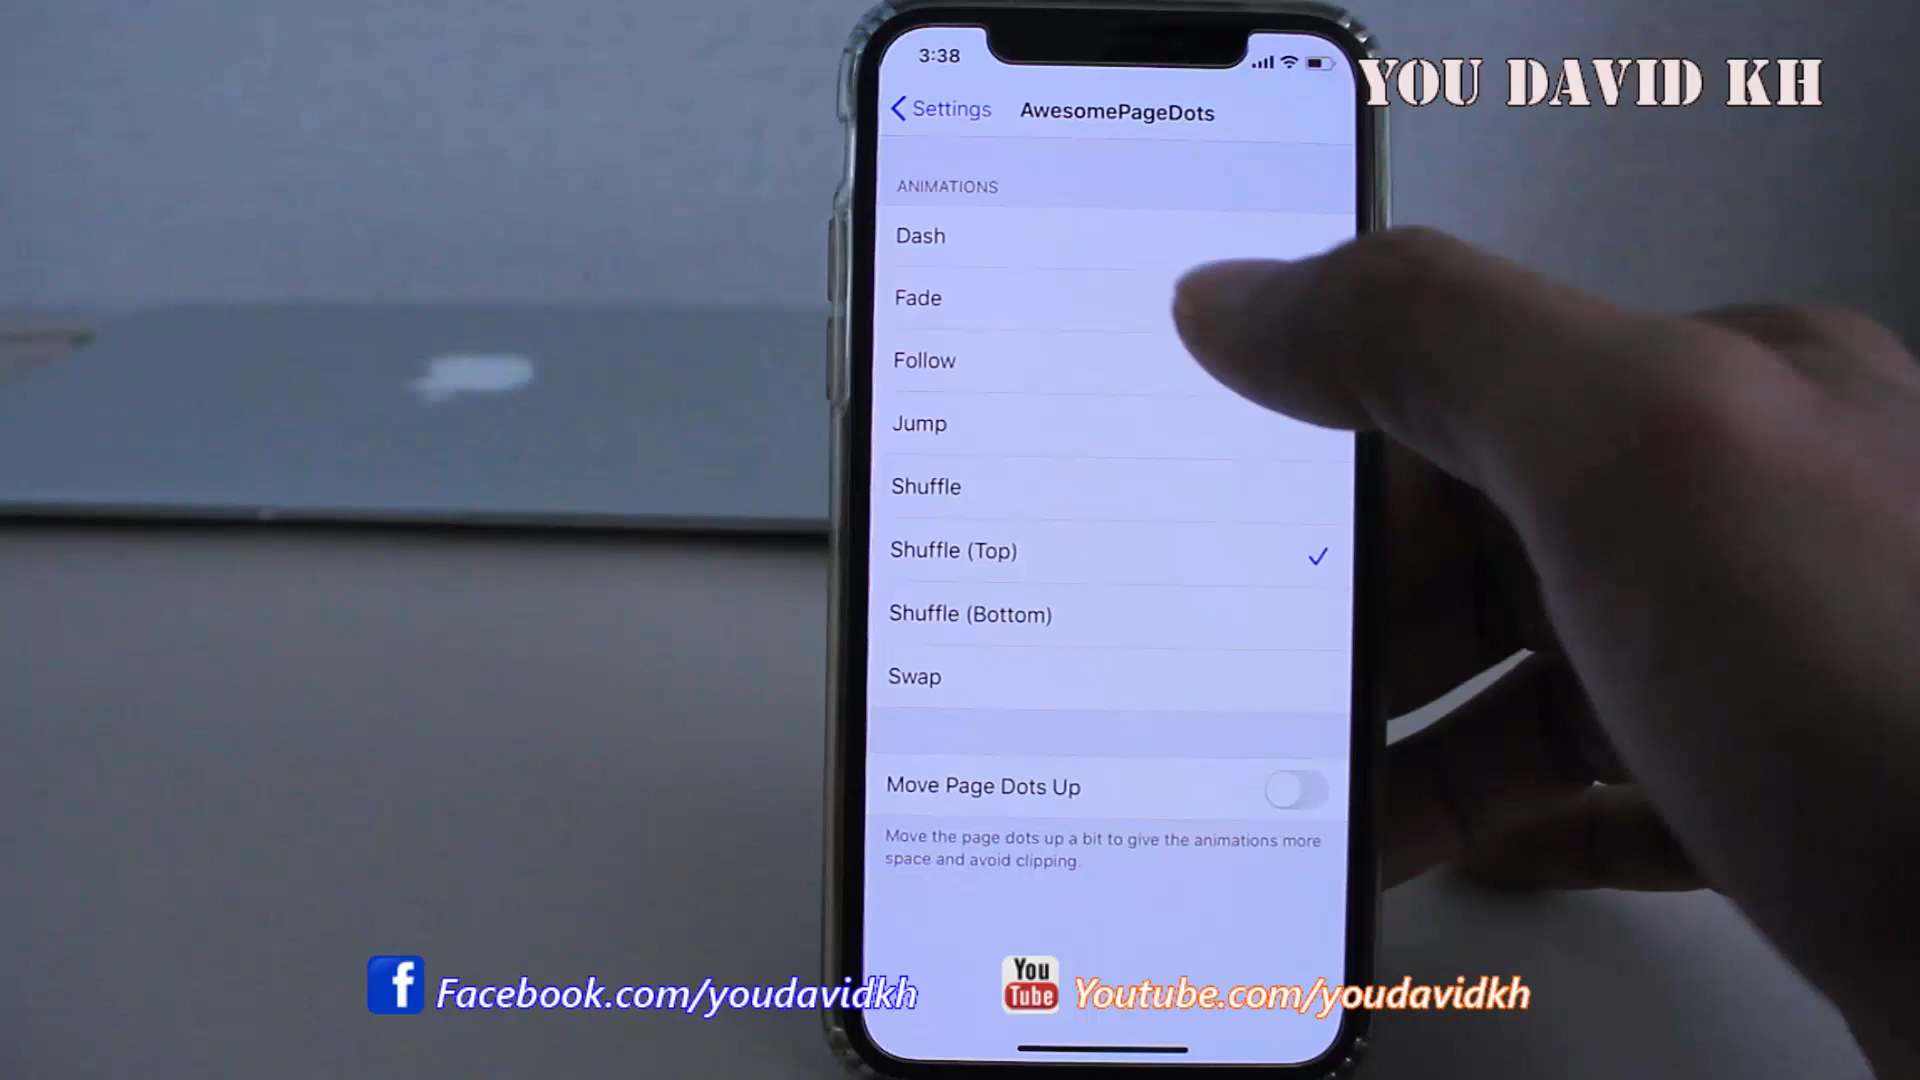 3:38
YOU DAVID KH
Settings
AwesomePageDots
ANIMATIONS
Dash
Fade
Follow
Jump
Shuffle
Shuffle (Top)
Shuffle (Bottom)
Swap
Move Page Dots Up
Move the page dots up a bit to give the animations more
space and avoid clipping.
f Facebook.com/youdavidkh
You
Tube
Youtube.com/youdavidkh